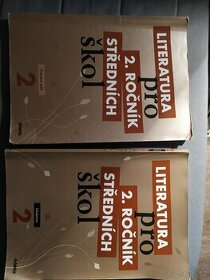 LITERATURA
pro
2. ROČNÍK
STŘEDNÍCH
škol
2
LITERATURA
pro
2. ROČNÍK
STŘEDNÍCH
škol
2